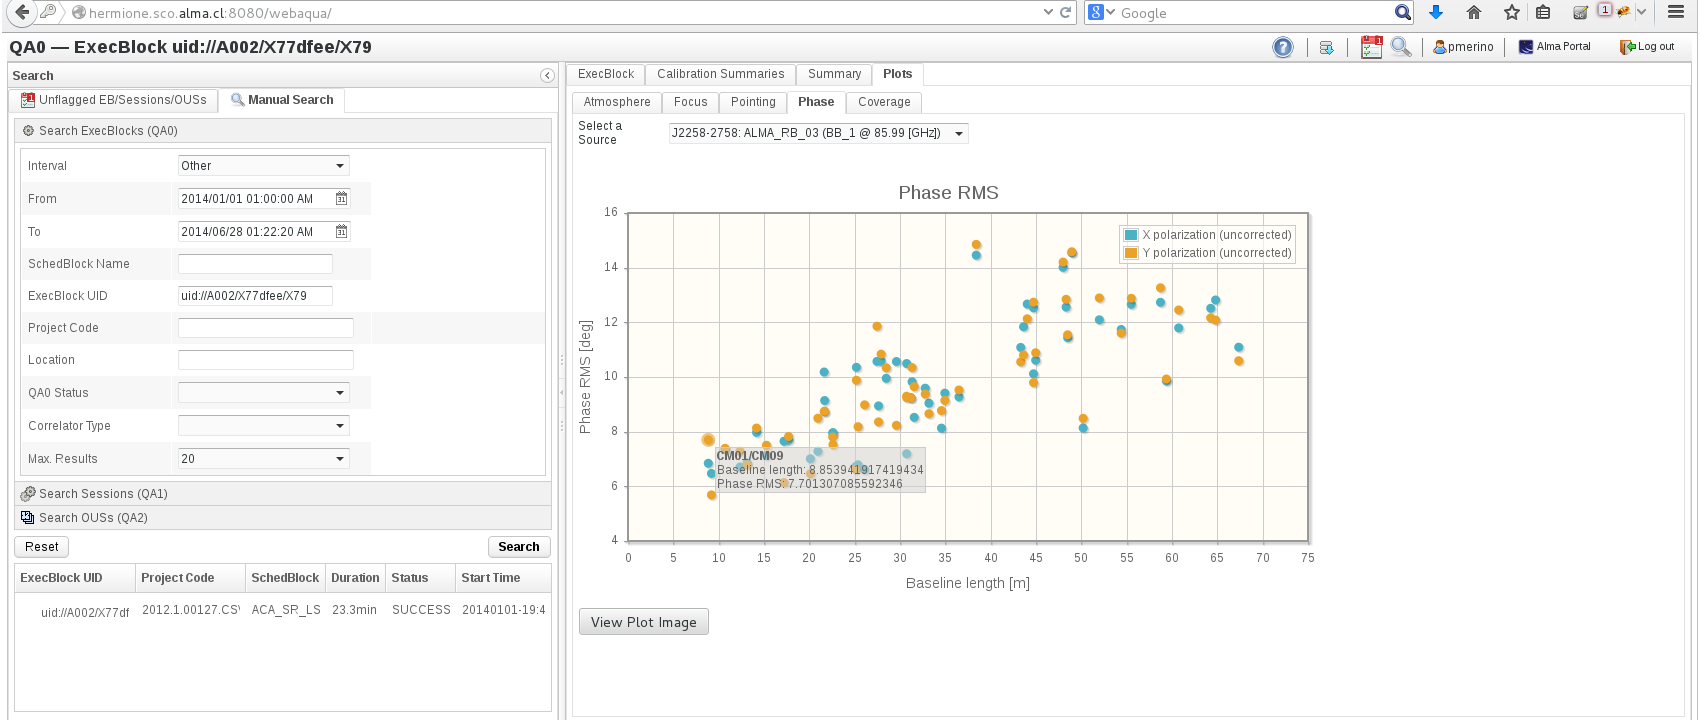 hermione.sco.alma.cl:8080/webaqua/
Google
1
QA0 — ExecBlock uid://A002/X77dfee/X79
1
pmerino
Alma Portal
Log out
Search
Unflagged EB/Sessions/OUSs
Manual Search
Search ExecBlocks (QA0)
Interval
Other
From
2014/01/01 01:00:00 AM
31
To
2014/06/28 01:22:20 AM
31
SchedBlock Name
ExecBlock UID
uid://A002/X77dfee/X79
Project Code
Location
QA0 Status
Correlator Type
Max. Results
20
Search Sessions (QA1)
Search OUSs (QA2)
Reset
Search
ExecBlock UID Project Code SchedBlock Duration Status Start Time
uid://A002/X77df 2012.1.00127.CS ACA_SR_LS 23.3min SUCCESS 20140101-19:4
ExecBlock
Calibration Summaries
Summary
Plots
Atmosphere
Focus
Pointing
Phase
Coverage
Select a
Source
J2258-2758: ALMA_RB_03 (BB_1 @ 85.99 [GHz])
Phase RMS
X polarization (uncorrected)
Y polarization (uncorrected)
16
14
12
10
8
6
4
Phase RMS [deg]
CM01/CM09
Baseline length: 8.853941917419434
Phase RMS: 7.701307085592346
0 5 10 15 20 25 30 35 40 45 50 55 60 65 70 75
Baseline length [m]
View Plot Image